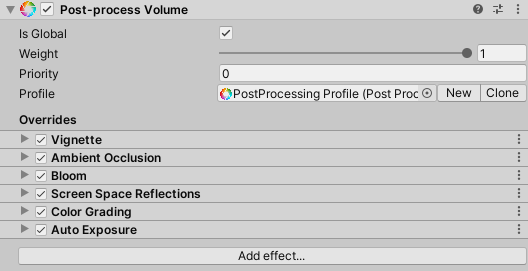 Post-process Volume
Is Global
Weight 1
Priority 0
Profile PostProcessing Profile (Post Proc New Clone
Overrides
Vignette
Ambient Occlusion
Bloom
Screen Space Reflections
Color Grading
Auto Exposure
Add effect...